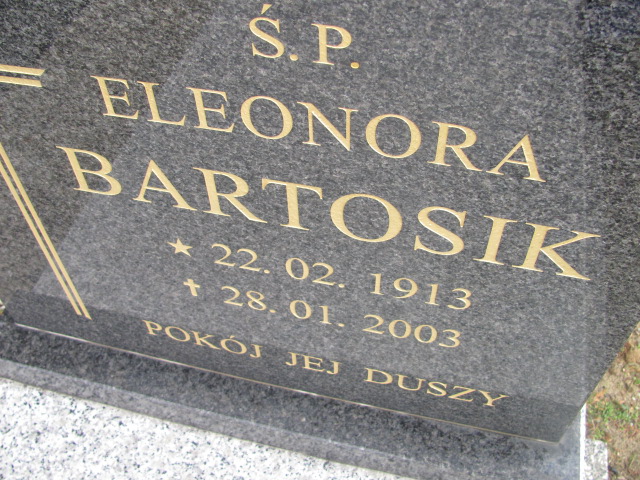 Ś.P.
ELEONORA
BARTOSIK
★ 22. 02. 1913
✝ 28. 01. 2003
POKÓJ JEJ DUSZY